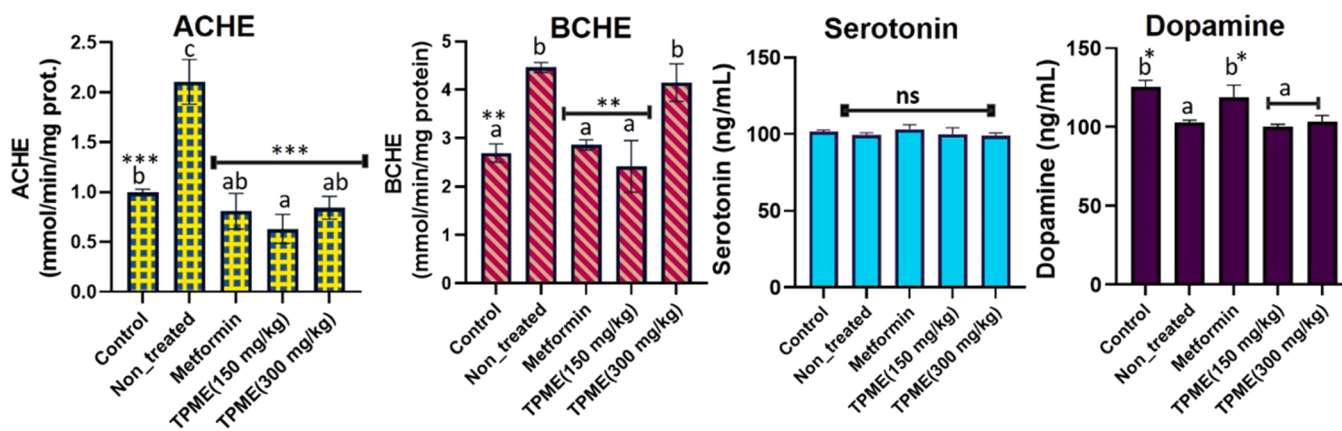 ACHE
ACHE
(mmol/min/mg prot.)
2.5
2.0
1.5
1.0
0.5
0.0
***
b
c
***
ab
a
ab
Control
Non_treated
Metformin
TPME(150 mg/kg)
TPME(300 mg/kg)
BCHE
BCHE
(mmol/min/mg protein)
5
4
3
2
1
0
**
a
b
**
a
a
b
Control
Non_treated
Metformin
TPME(150 mg/kg)
TPME(300 mg/kg)
Serotonin
Serotonin (ng/mL)
150
100
50
0
ns
Control
Non_treated
Metformin
TPME(150 mg/kg)
TPME(300 mg/kg)
Dopamine
Dopamine (ng/mL)
150
100
50
0
*
b
a
b*
a
Control
Non_treated
Metformin
TPME(150 mg/kg)
TPME(300 mg/kg)